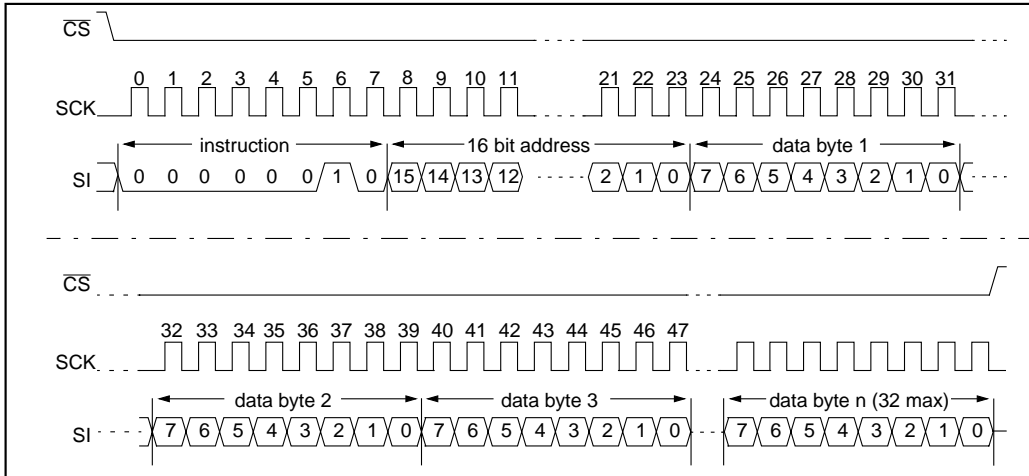 CS
0 1 2 3 4 5 6 7 8 9 10 11 21 22 23 24 25 26 27 28 29 30 31
SCK
instruction 16 bit address data byte 1
SI 0 0 0 0 0 0 1 0 15 14 13 12 2 1 0 7 6 5 4 3 2 1 0
CS
32 33 34 35 36 37 38 39 40 41 42 43 44 45 46 47
SCK
data byte 2 data byte 3 data byte n (32 max)
SI 7 6 5 4 3 2 1 0 7 6 5 4 3 2 1 0 7 6 5 4 3 2 1 0